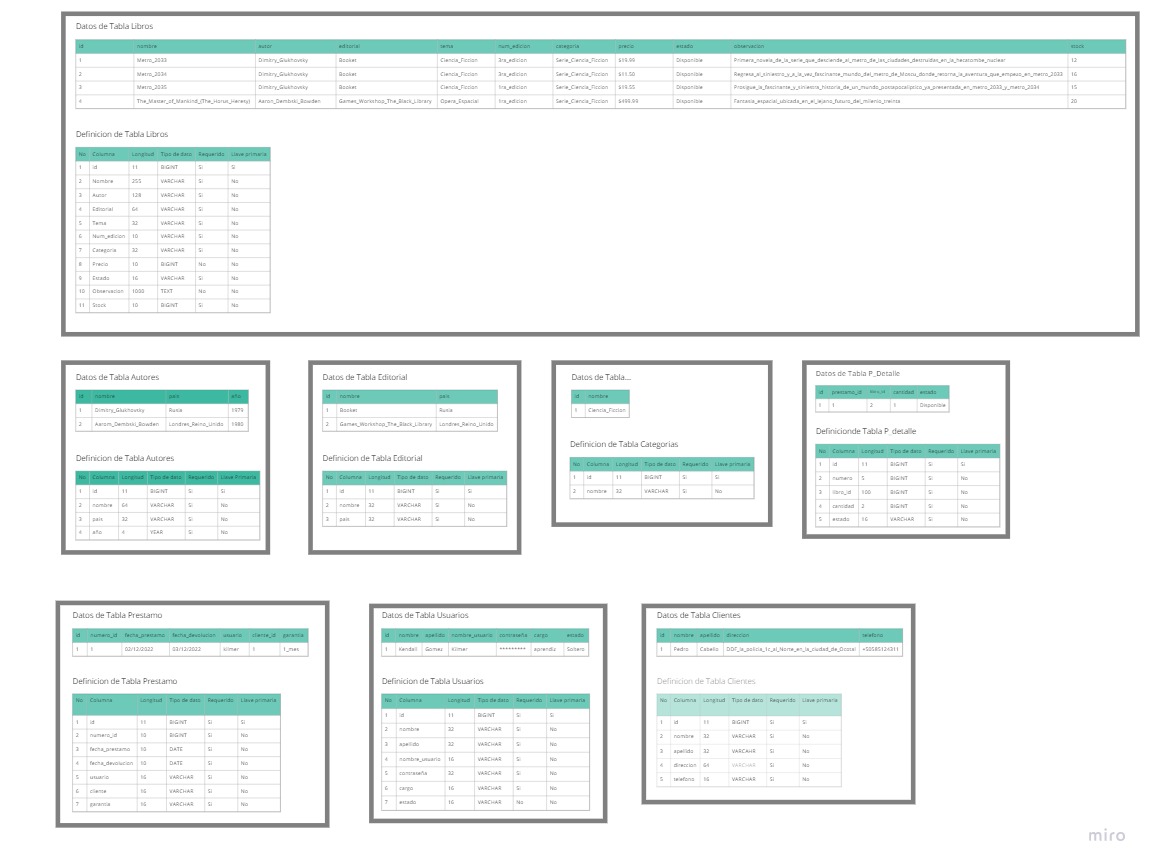 Datos de Tabla Libros
id nombre autor editorial tema num_edicion categoria precio estado observacion stock
1 Metro_2033 Dimitry_Glukhovsky Booket Ciencia_Ficcion 3ra_edicion Serie_Ciencia_Ficcion $19.99 Disponible Primera_novela_de_la_serie_que_desciende_al_metro_de_las_ciudades_destruidas_en_la_hecatombe_nuclear 12
2 Metro_2034 Dimitry_Glukhovsky Booket Ciencia_Ficcion 3ra_edicion Serie_Ciencia_Ficcion $11.50 Disponible Regresa_al_siniestro_y_a_la_vez_fascinante_mundo_del_metro_de_Moscu_donde_retorna_la_aventura_que_empezo_en_metro_2033 16
3 Metro_2035 Dimitry_Glukhovsky Booket Ciencia_Ficcion 3ra_edicion Serie_Ciencia_Ficcion $19.55 Disponible Prosigue_la_fascinante_y_siniestra_historia_de_un_mundo_postapocaliptico_ya_presentada_en_metro_2033_y_metro_2034 15
4 The_Master_of_Mankind_(The_Horus_Heresy) Aaron_Dembski_Bowden Games_Workshop_The_Black_Library Opera_Espacial 3ra_edicion Serie_Ciencia_Ficcion $499.99 Disponible Fantasia_espacial_ubicada_en_el_lejano_futuro_del_milenio_treinta 20
Definicion de Tabla Libros
No Columna Longitud Tipo de dato Requerido Llave primaria
1 id 11 BIGINT Si Si
2 Nombre 255 VARCHAR Si No
3 Autor 128 VARCHAR Si No
4 Editorial 64 VARCHAR Si No
5 Tema 32 VARCHAR Si No
6 Num_edicion 10 VARCHAR Si No
7 Categoria 32 VARCHAR Si No
8 Precio 16 BIGINT No No
9 Estado 16 VARCHAR Si No
10 Observacion 1000 TEXT No No
11 Stock 10 BIGINT Si No
Datos de Tabla Autores
id nombre pais año
1 Dimitry_Glukhovsky Rusia 1979
2 Aarom_Dembski_Bowden Londres_Reino_Unido 1980
Definicion de Tabla Autores
No Columna Longitud Tipo de dato Requerido Llave Primaria
1 id 11 BIGINT Si Si
2 nombre 64 VARCHAR Si No
3 pais 32 VARCHAR Si No
4 año 4 YEAR Si No
Datos de Tabla Editorial
id nombre pais
1 Booket Rusia
2 Games_Workshop_The_Black_Library Londres_Reino_Unido
Definicion de Tabla Editorial
No Columna Longitud Tipo de dato Requerido Llave primaria
1 id 11 BIGINT Si Si
2 nombre 32 VARCHAR Si No
3 pais 32 VARCHAR Si No
Datos de Tabla...
id nombre
1 Ciencia_Ficcion
Definicion de Tabla Categorias
No Columna Longitud Tipo de dato Requerido Llave primaria
1 id 11 BIGINT Si Si
2 nombre 32 VARCHAR Si No
Datos de Tabla P_Detalle
id prestamo_id libro_id cantidad estado
1 1 2 1 Disponible
Definicionde Tabla P_detalle
No Columna Longitud Tipo de dato Requerido Llave primaria
1 id 11 BIGINT Si Si
2 numero 5 BIGINT Si No
3 libro_id 100 BIGINT Si No
4 cantidad 2 BIGINT Si No
5 estado 16 VARCHAR Si No
Datos de Tabla Prestamo
id numero_id fecha_prestamo fecha_devolucion usuario cliente_id garantia
1 1 02/12/2022 03/12/2022 kilmer 1 1_mes
Definicion de Tabla Prestamo
No Columna Longitud Tipo de dato Requerido Llave primaria
1 id 11 BIGINT Si Si
2 numero_id 10 BIGINT Si No
3 fecha_prestamo 10 DATE Si No
4 fecha_devolucion 10 DATE Si No
5 usuario 16 VARCHAR Si No
6 cliente 16 VARCHAR Si No
7 garantia 16 VARCHAR Si No
Datos de Tabla Usuarios
id nombre apellido nombre_usuario contraseña cargo estado
1 Kendall Gomez Kilmer ********* aprendiz Soltero
Definicion de Tabla Usuarios
No Columna Longitud Tipo de dato Requerido Llave primaria
1 id 11 BIGINT Si Si
2 nombre 32 VARCHAR Si No
3 apellido 32 VARCHAR Si No
4 nombre_usuario 16 VARCHAR Si No
5 contraseña 32 VARCHAR Si No
6 cargo 16 VARCHAR Si No
7 estado 16 VARCHAR No No
Datos de Tabla Clientes
id nombre apellido direccion telefono
1 Pedro Cabello DDf_la_policia_1c_al_Norte_en_la_ciudad_de_Ocotal +50585124311
Definicion de Tabla Clientes
No Columna Longitud Tipo de dato Requerido Llave primaria
1 id 11 BIGINT Si Si
2 nombre 32 VARCHAR Si No
3 apellido 32 VARCAHR Si No
4 direccion 64 VARCHAR Si No
5 telefono 16 VARCHAR Si No
miro